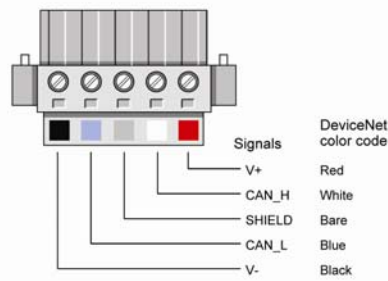 Signals
DeviceNet
color code
V+ Red
CAN_H White
SHIELD Bare
CAN_L Blue
V- Black